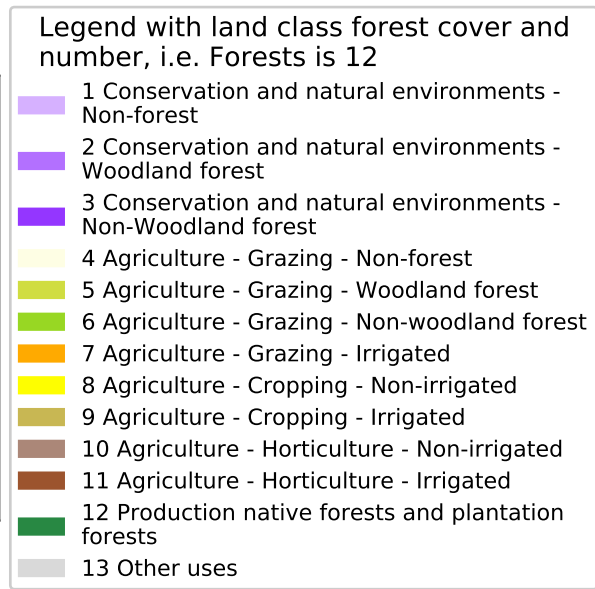 Legend with land class forest cover and
number, i.e. Forests is 12
1 Conservation and natural environments -
Non-forest
2 Conservation and natural environments -
Woodland forest
3 Conservation and natural environments -
Non-Woodland forest
4 Agriculture - Grazing - Non-forest
5 Agriculture - Grazing - Woodland forest
6 Agriculture - Grazing - Non-woodland forest
7 Agriculture - Grazing - Irrigated
8 Agriculture - Cropping - Non-irrigated
9 Agriculture - Cropping - Irrigated
10 Agriculture - Horticulture - Non-irrigated
11 Agriculture - Horticulture - Irrigated
12 Production native forests and plantation
forests
13 Other uses